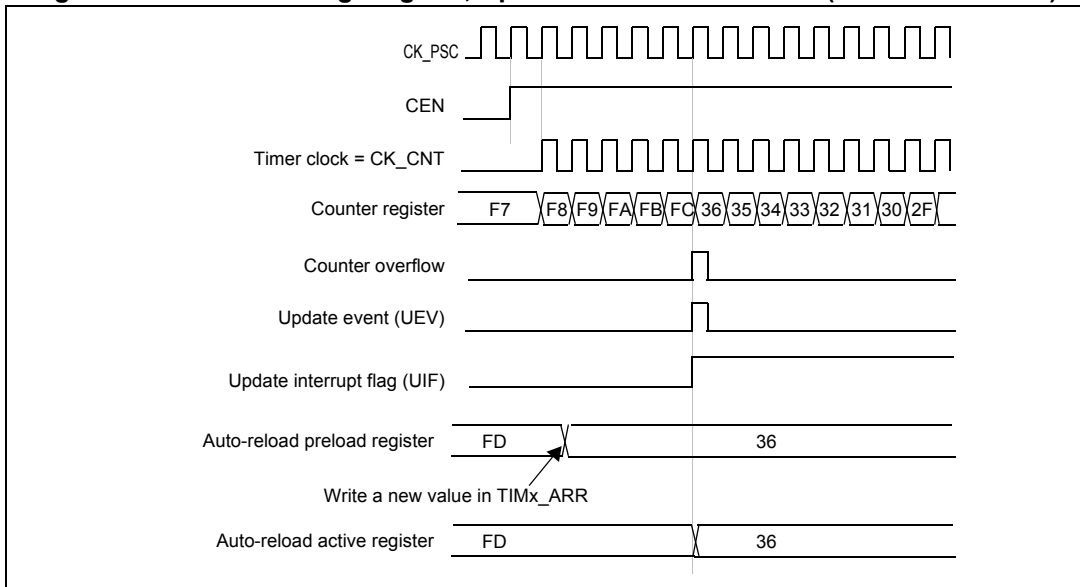 CK_PSC
CEN
Timer clock = CK_CNT
Counter register F7 F8 F9 FA FB FC 36 35 34 33 32 31 30 2F
Counter overflow
Update event (UEV)
Update interrupt flag (UIF)
Auto-reload preload register FD 36
Write a new value in TIMx_ARR
Auto-reload active register FD 36